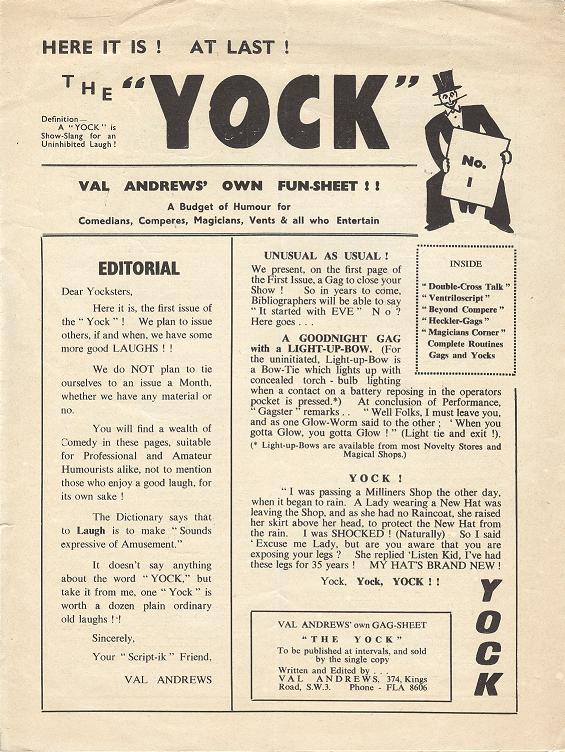 HERE IT IS ! AT LAST !
THE "YOCK"
Definition—
A "YOCK" is
Show-Slang for an
Uninhibited Laugh !
No.
1
VAL ANDREWS' OWN FUN-SHEET ! !
A Budget of Humour for
Comedians, Comperes, Magicians, Vents & all who Entertain
EDITORIAL
Dear Yocksters,
Here it is, the first issue of
the " Yock " ! We plan to issue
others, if and when, we have some
more good LAUGHS ! !
We do NOT plan to tie
ourselves to an issue a Month,
whether we have any material or
no.
You will find a wealth of
Comedy in these pages, suitable
for Professional and Amateur
Humourists alike, not to mention
those who enjoy a good laugh, for
its own sake !
The Dictionary says that
to Laugh is to make " Sounds
expressive of Amusement."
It doesn't say anything
about the word " YOCK," but
take it from me, one " Yock " is
worth a dozen plain ordinary
old laughs ! !
Sincerely,
Your " Script-ik " Friend,
VAL ANDREWS
UNUSUAL AS USUAL !
We present, on the first page of
the First Issue, a Gag to close your
Show ! So in years to come,
Bibliographers will be able to say
" It started with EVE " N o ?
Here goes . . .
A GOODNIGHT GAG
with a LIGHT-UP-BOW. (For
the uninitiated, Light-up-Bow is
a Bow-Tie which lights up with
concealed torch - bulb lighting
when a contact on a battery reposing in the operators
pocket is pressed.*) At conclusion of Performance,
" Gagster " remarks . . " Well Folks, I must leave you,
and as one Glow-Worm said to the other ; ' When you
gotta Glow, you gotta Glow ! " (Light tie and exit !).
(* Light-up-Bows are available from most Novelty Stores and
Magical Shops.)
YOCK !
" I was passing a Milliners Shop the other day,
when it began to rain. A Lady wearing a New Hat was
leaving the Shop, and as she had no Raincoat, she raised
her skirt above her head, to protect the New Hat from
the rain. I was SHOCKED ! (Naturally) So I said
' Excuse me Lady, but are you aware that you are
exposing your legs ? She replied 'Listen Kid, I've had
these legs for 35 years ! MY HAT'S BRAND NEW !
Yock, Yock, YOCK ! !
INSIDE
" Double-Cross Talk "
" Ventriloscript "
" Beyond Compere "
" Heckler-Gags "
" Magicians Corner "
Complete Routines
Gags and Yocks
VAL ANDREWS' own GAG-SHEET
" THE YOCK "
To be published at intervals, and sold
by the single copy
Written and Edited by . . .
VAL ANDREWS, 374, Kings
Road, S.W.3. Phone - FLA 8606
YOCK